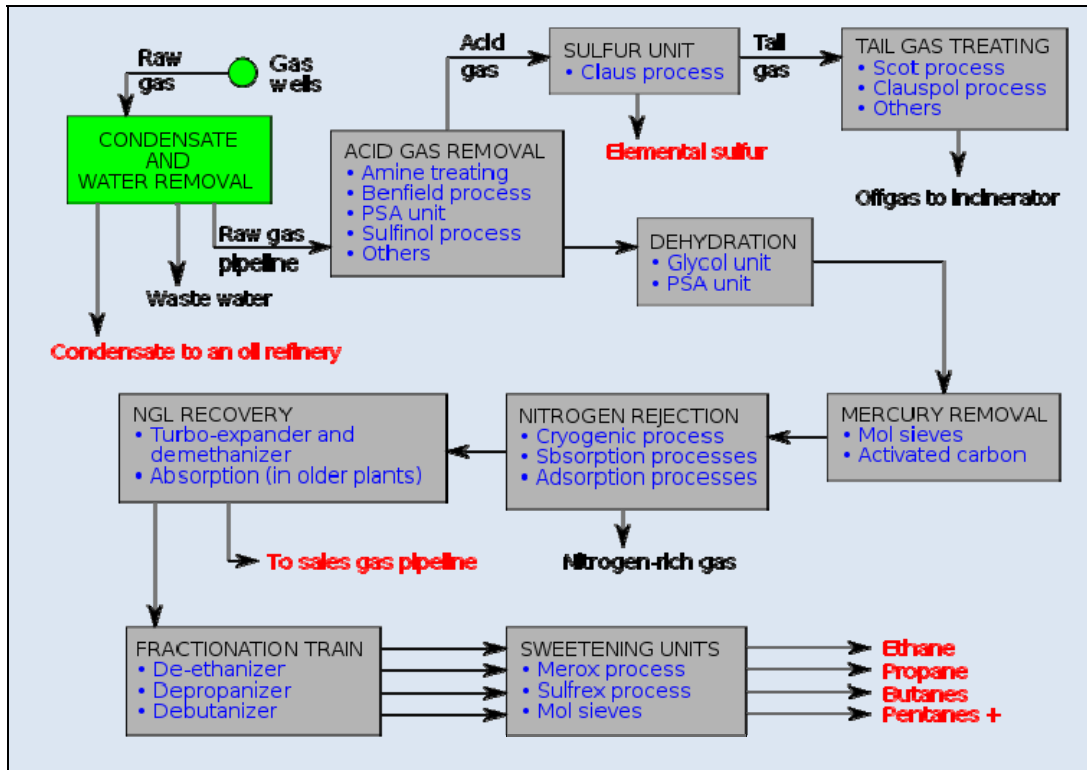 Raw
gas
Gas
wells
CONDENSATE
AND
WATER REMOVAL
Raw gas
pipeline
Waste water
Condensate to an oil refinery
ACID GAS REMOVAL
• Amine treating
• Benfield process
• PSA unit
• Sulfinol process
• Others
Acid
gas
SULFUR UNIT
• Claus process
Elemental sulfur
Tail
gas
TAIL GAS TREATING
• Scot process
• Clauspol process
• Others
Offgas to incinerator
DEHYDRATION
• Glycol unit
• PSA unit
MERCURY REMOVAL
• Mol sieves
• Activated carbon
NITROGEN REJECTION
• Cryogenic process
• Sbsorption processes
• Adsorption processes
Nitrogen-rich gas
NGL RECOVERY
• Turbo-expander and
demethanizer
• Absorption (in older plants)
To sales gas pipeline
FRACTIONATION TRAIN
• De-ethanizer
• Depropanizer
• Debutanizer
SWEETENING UNITS
• Merox process
• Sulfrex process
• Mol sieves
Ethane
Propane
Butanes
Pentanes +